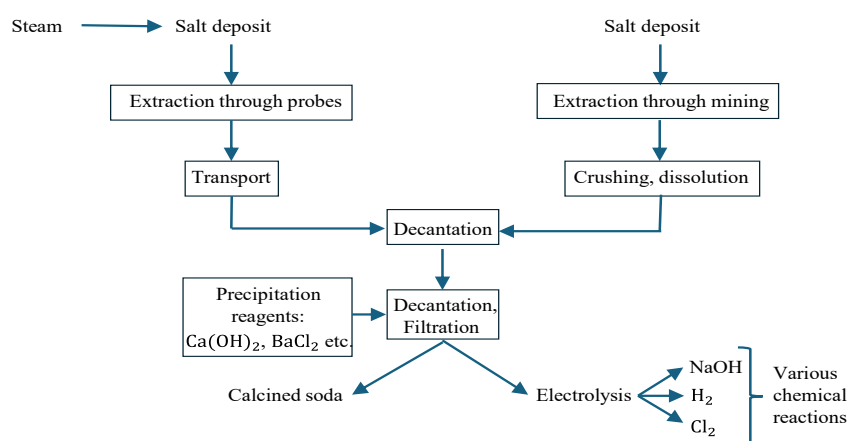 Steam
Salt deposit
Salt deposit
Extraction through probes
Extraction through mining
Transport
Crushing, dissolution
Decantation
Precipitation
reagents:
Ca(OH)₂, BaCl₂ etc.
Decantation,
Filtration
Calcined soda
Electrolysis
NaOH
H₂
Cl₂
Various
chemical
reactions